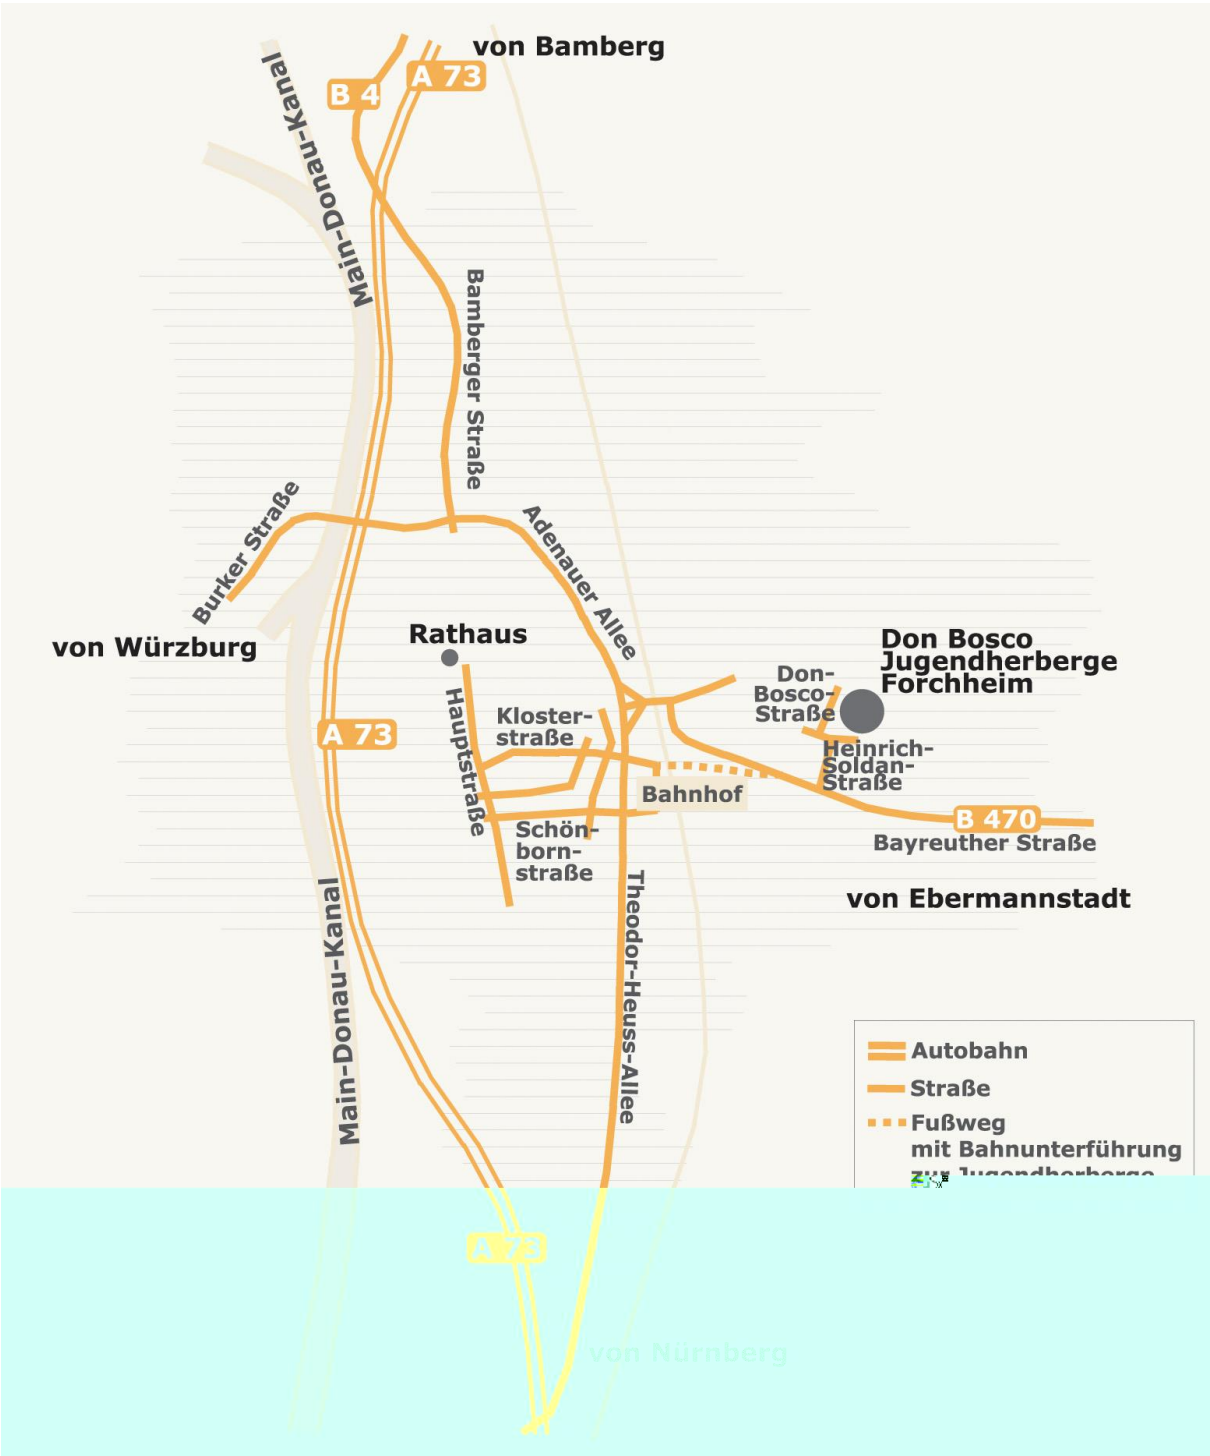 von Bamberg
A 73
B 4
Main-Donau-Kanal
Bamberger Straße
Burker Straße
Adenauer Allee
von Würzburg
Rathaus
Don Bosco
Jugendherberge
Forchheim
Don-
Bosco-
Straße
Hauptstraße
Kloster-
straße
A 73
Heinrich-
Soldan-
Straße
Bahnhof
B 470
Schön-
born-
straße
Bayreuther Straße
von Ebermannstadt
Main-Donau-Kanal
Theodor-Heuss-Allee
Autobahn
Straße
Fußweg
mit Bahnunterführung
zur Jugendherberge
A 73
von Nürnberg